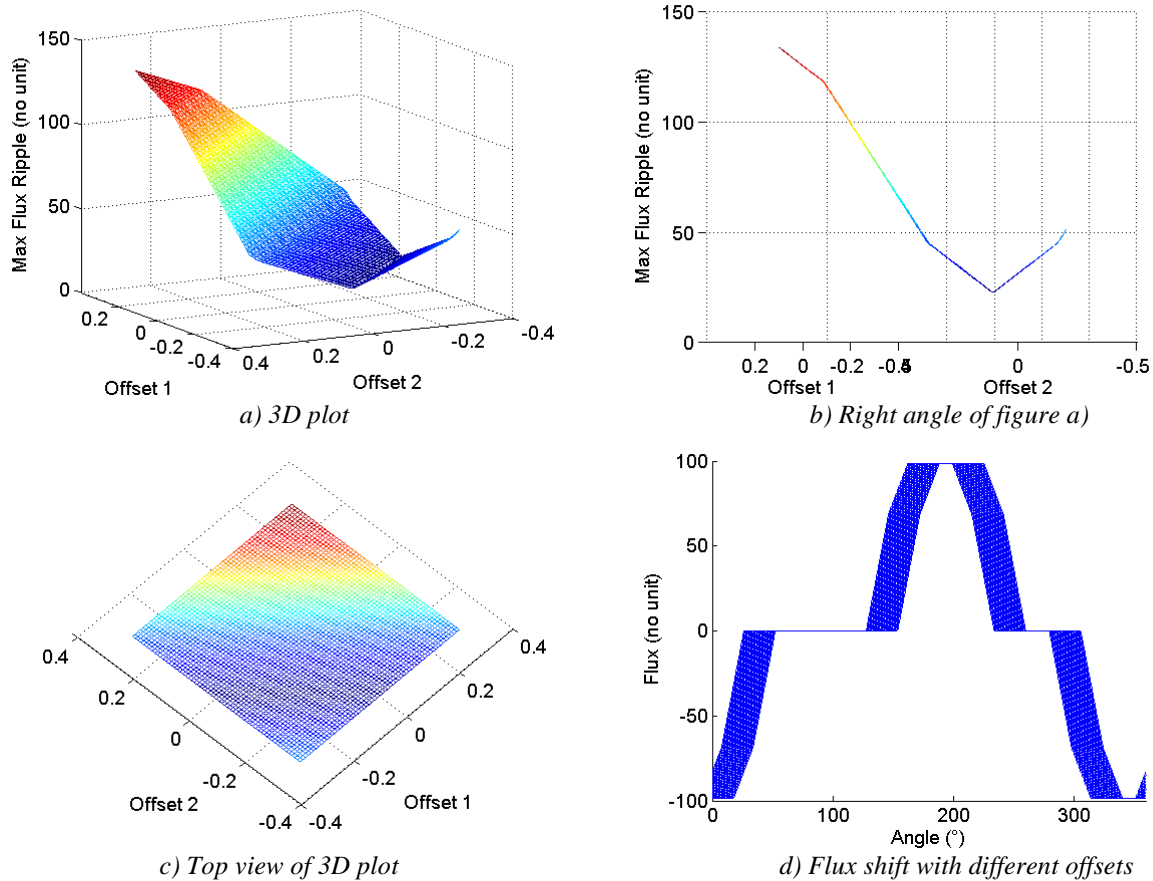 150
100
50
0
Max Flux Ripple (no unit)
0.2
0
-0.2
-0.4
0.4
0.2
0
-0.2
-0.4
Offset 1
Offset 2
a) 3D plot
150
100
50
0
Max Flux Ripple (no unit)
0.2
0
-0.2
0
-0.5
Offset 1
Offset 2
b) Right angle of figure a)
0.4
0.2
0
-0.2
-0.4
-0.4
-0.2
0
0.2
0.4
Offset 2
Offset 1
c) Top view of 3D plot
100
50
0
-50
-100
Flux (no unit)
0
100
200
300
Angle (°)
d) Flux shift with different offsets